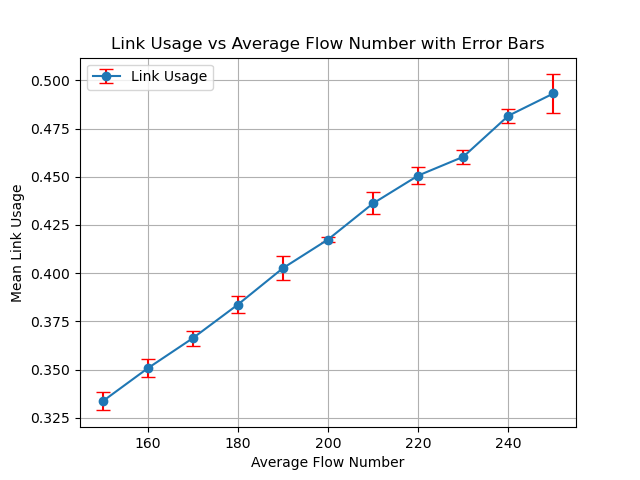 Link Usage vs Average Flow Number with Error Bars
Link Usage
0.500
0.475
0.450
0.425
0.400
0.375
0.350
0.325
Mean Link Usage
160 180 200 220 240
Average Flow Number